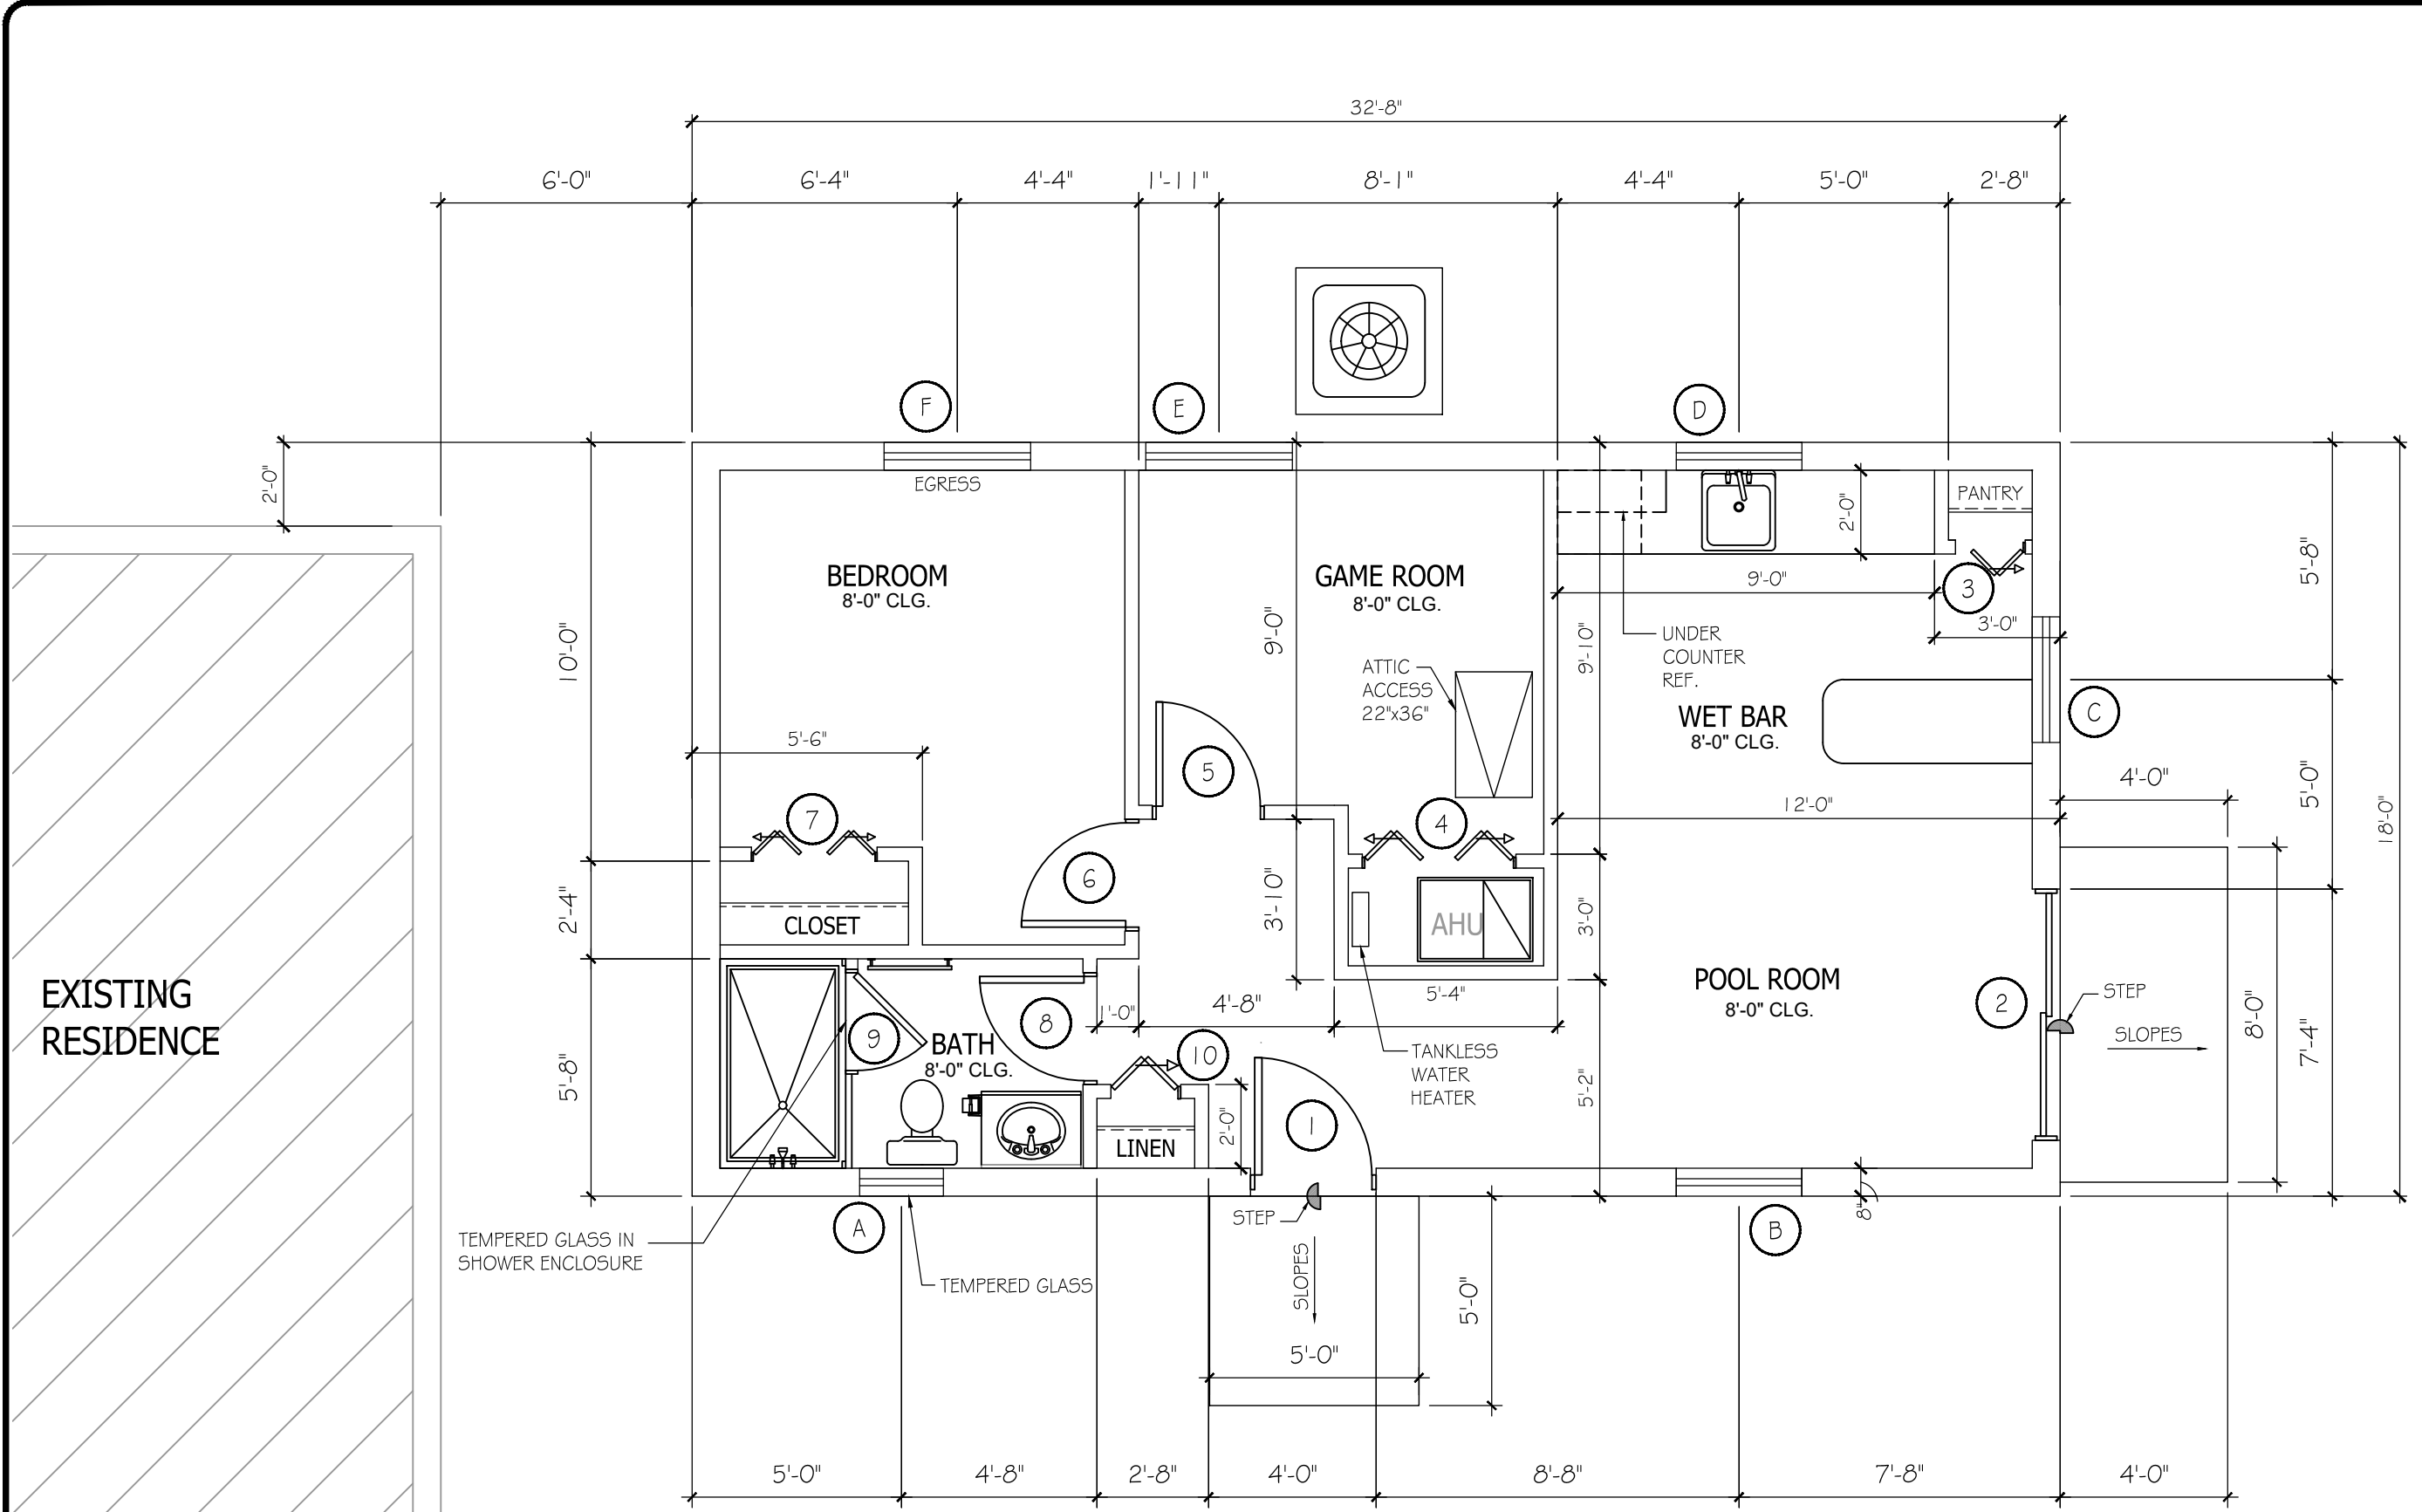 32'-8"
6'-0" 6'-4" 4'-4" 1'-11" 8'-1" 4'-4" 5'-0" 2'-8"
F E D
2'-0"
EGRESS
PANTRY
2'-0"
BEDROOM
8'-0" CLG.
GAME ROOM
8'-0" CLG.
9'-0"
3
3'-0"
5'-8"
10'-0"
9'-0"
9'-10"
UNDER
COUNTER
REF.
ATTIC
ACCESS
22"x36"
WET BAR
8'-0" CLG.
C
5'-6"
5
4'-0"
5'-0"
18'-0"
12'-0"
7
4
6
2'-4"
CLOSET
3'-10"
AHU
3'-0"
EXISTING
RESIDENCE
POOL ROOM
8'-0" CLG.
2
STEP
SLOPES
8'-0"
7'-4"
5'-4"
1'-0"
4'-8"
8
9
BATH
8'-0" CLG.
10
TANKLESS
WATER
HEATER
5'-8"
5'-2"
1
2'-0"
LINEN
8"
A
STEP
B
TEMPERED GLASS IN
SHOWER ENCLOSURE
TEMPERED GLASS
SLOPES
5'-0"
5'-0"
5'-0" 4'-8" 2'-8" 4'-0" 8'-8" 7'-8" 4'-0"